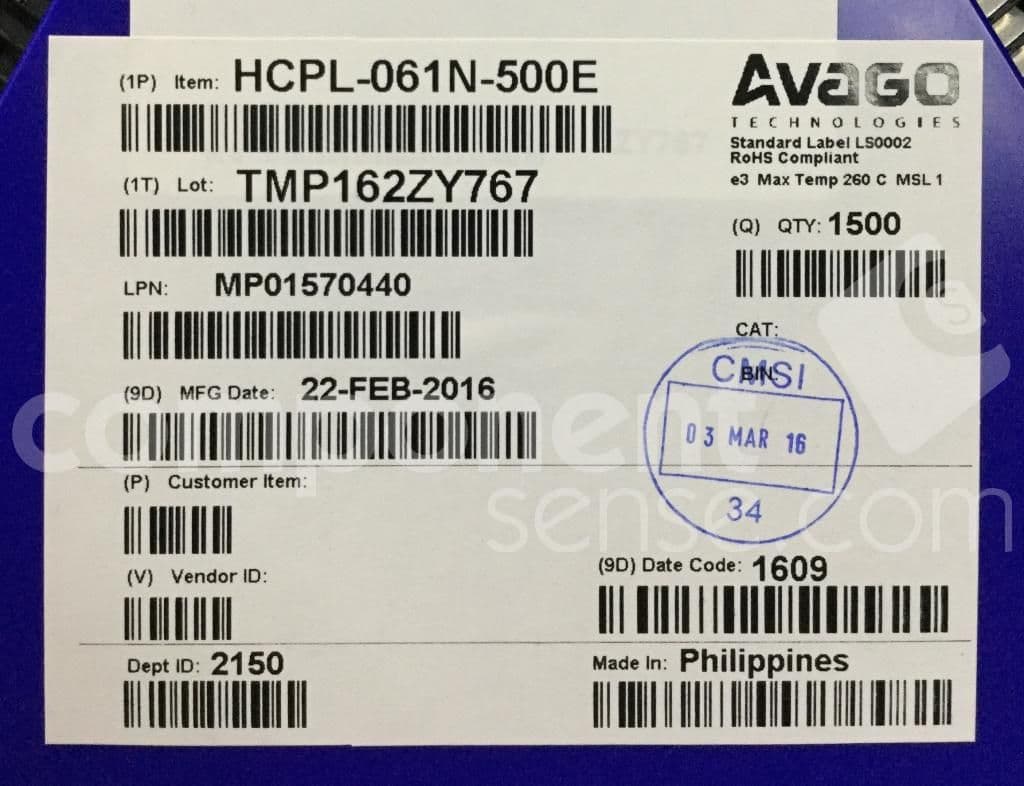 (1P) Item: HCPL-061N-500E
AVAGO
TECHNOLOGIES
Standard Label LS0002
RoHS Compliant
e3 Max Temp 260 C MSL 1
(1T) Lot: TMP162ZY767
(Q) QTY: 1500
LPN: MP01570440
CAT:
BIN:
CMSI
03 MAR 16
34
(9D) MFG Date: 22-FEB-2016
component
sense.com
(P) Customer Item:
(V) Vendor ID:
(9D) Date Code: 1609
Dept ID: 2150
Made In: Philippines